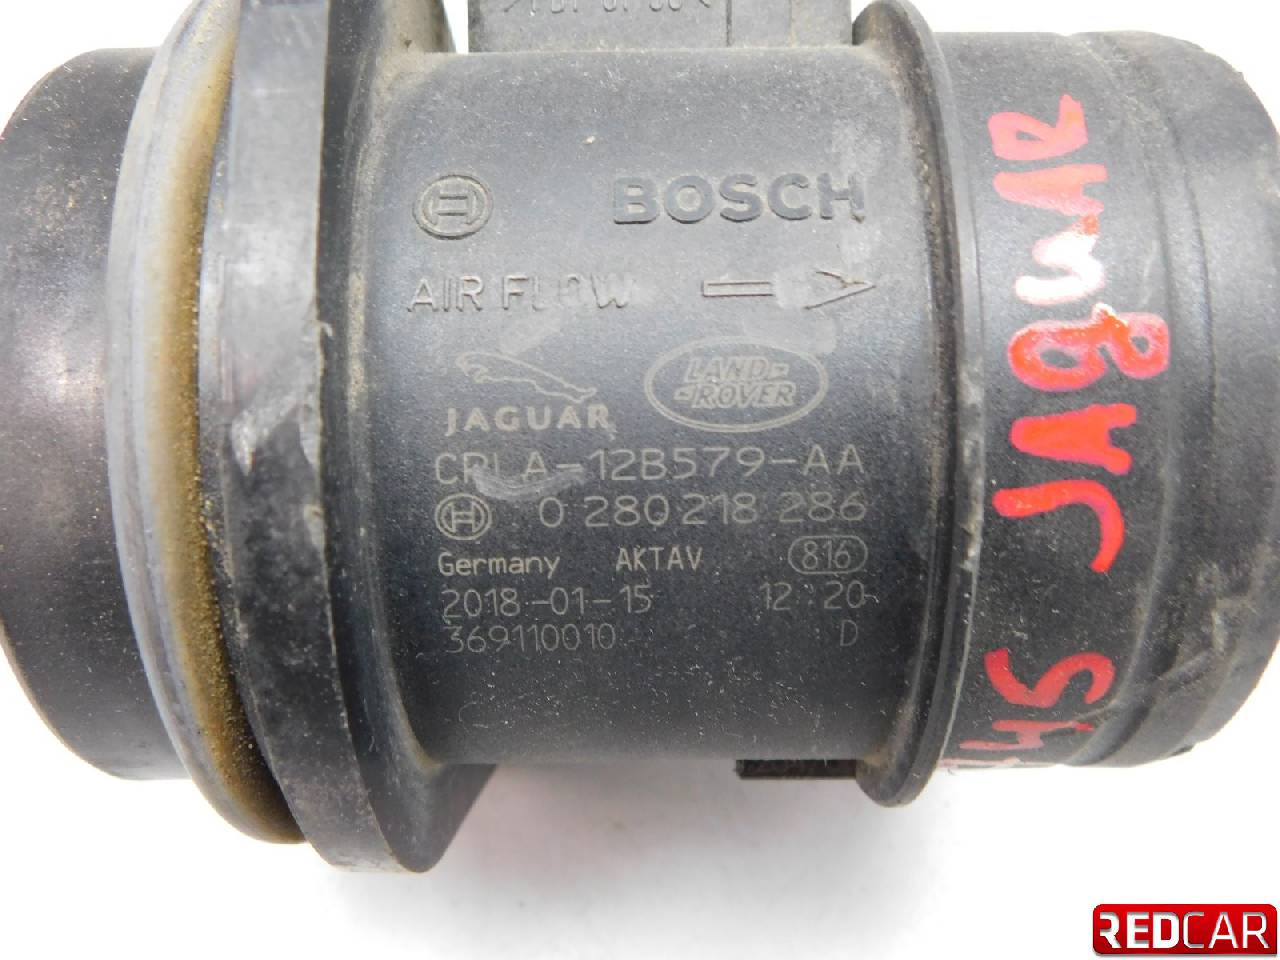 BOSCH
AIR FLOW
JAGUAR
LAND-
-ROVER
CPLA-12B579-AA
0 280 218 286
Germany AKTAV 816
2018-01-15 12:20
369110010 D
JAguAR
REDCAR